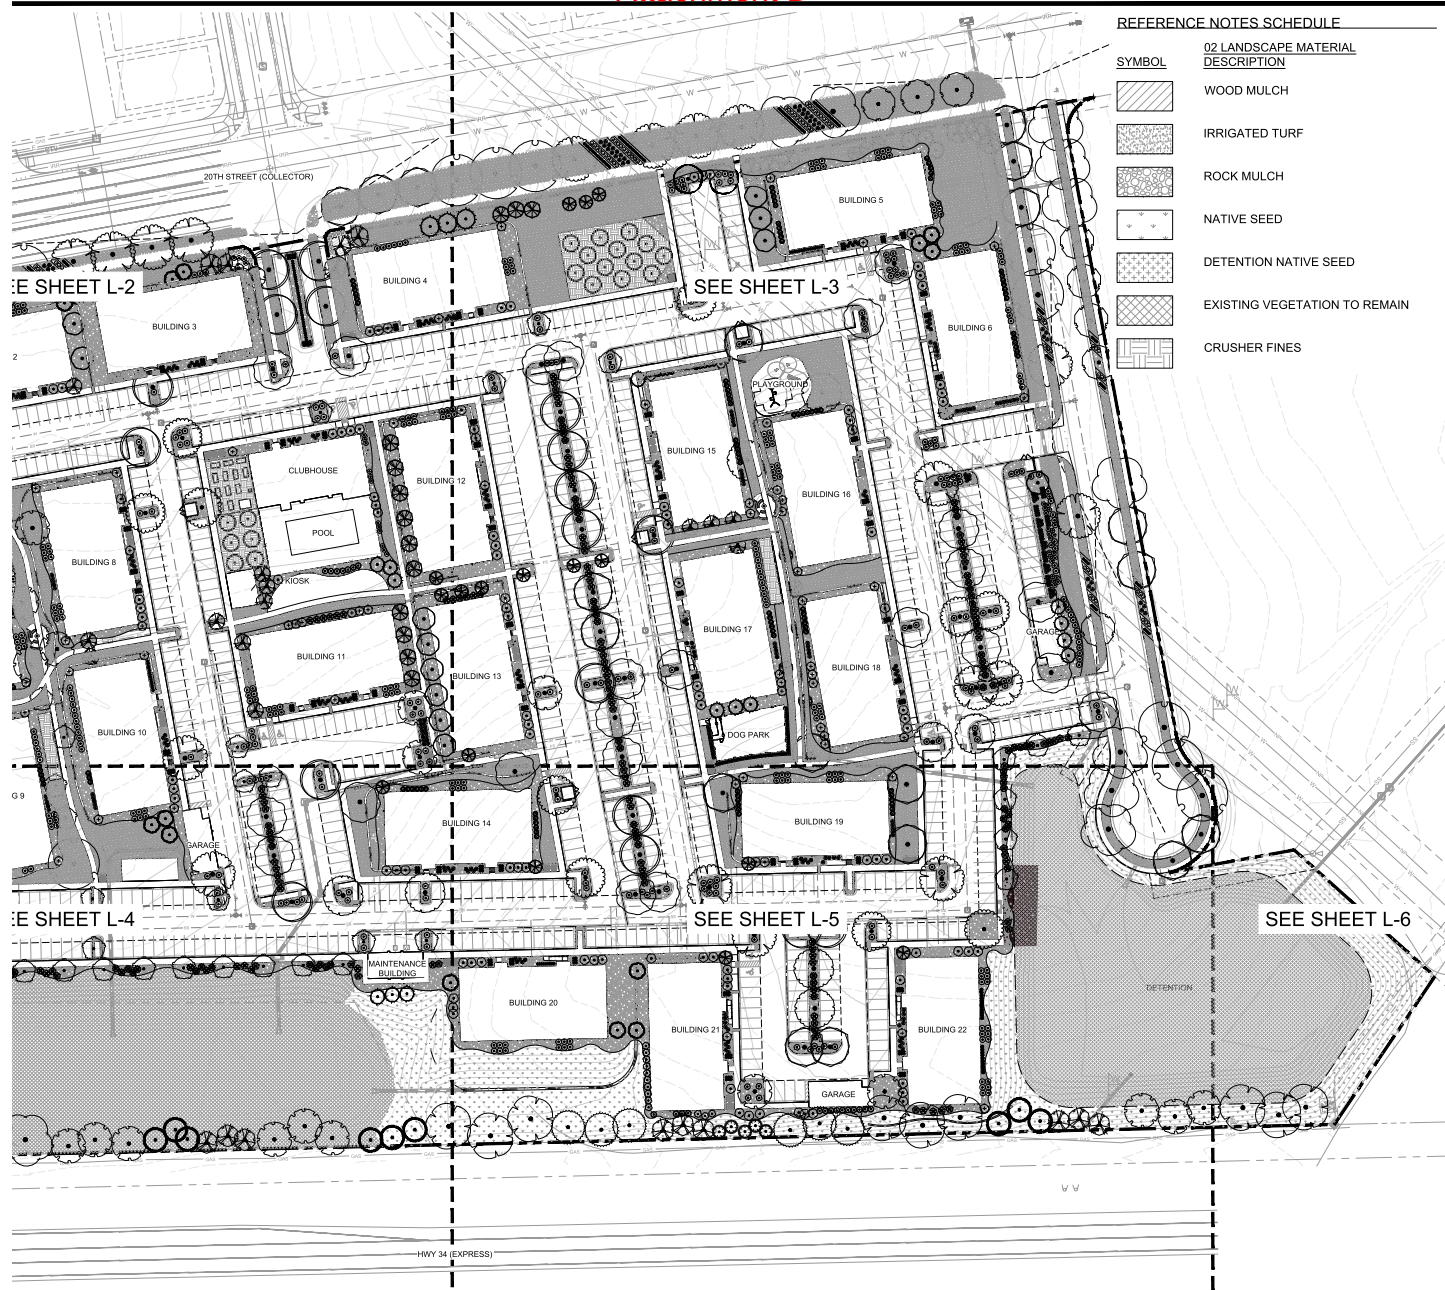 REFERENCE NOTES SCHEDULE
02 LANDSCAPE MATERIAL
SYMBOL
DESCRIPTION
WOOD MULCH
IRRIGATED TURF
ROCK MULCH
NATIVE SEED
DETENTION NATIVE SEED
EXISTING VEGETATION TO REMAIN
CRUSHER FINES
20TH STREET (COLLECTOR)
BUILDING 5
BUILDING 4
EE SHEET L-2
SEE SHEET L-3
BUILDING 3
BUILDING 6
2
PLAYGROUND
BUILDING 15
CLUBHOUSE
BUILDING 12
BUILDING 16
POOL
BUILDING 8
KIOSK
BUILDING 17
GARAGE
BUILDING 11
BUILDING 18
BUILDING 13
BUILDING 10
DOG PARK
G 9
BUILDING 14
BUILDING 19
GARAGE
EE SHEET L-4
SEE SHEET L-5
SEE SHEET L-6
MAINTENANCE
BUILDING
DETENTION
BUILDING 20
BUILDING 21
BUILDING 22
GARAGE
GAS
HWY 34 (EXPRESS)